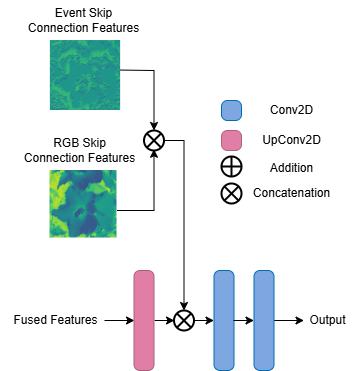 Event Skip
Connection Features
RGB Skip
Connection Features
Conv2D
UpConv2D
Addition
Concatenation
Fused Features
Output